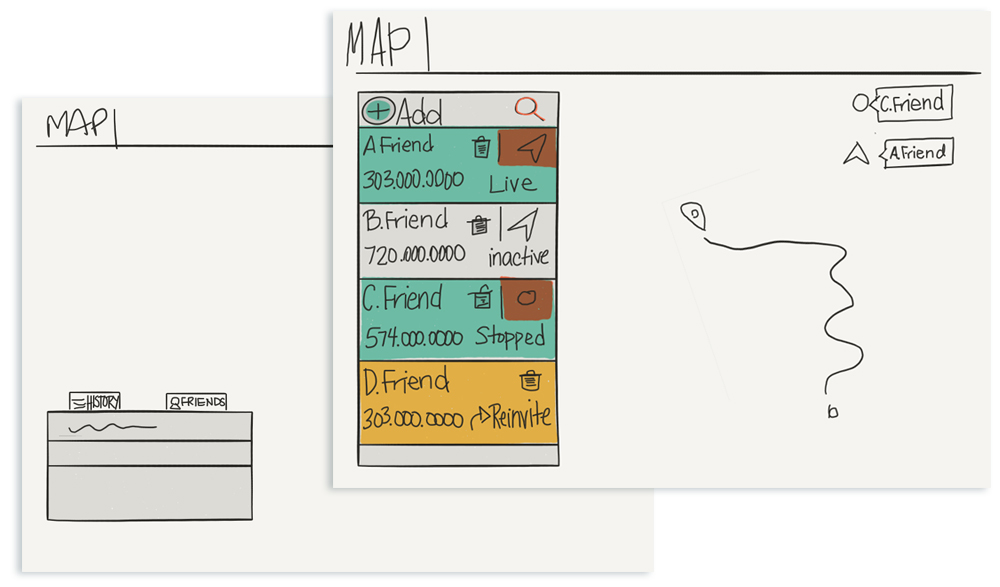 MAP
HISTORY
FRIENDS
MAP
Add
A Friend
303.000.0000 Live
B.Friend
720.000.0000 inactive
C.Friend
574.000.0000 Stopped
D.Friend
303.000.0000 Reinvite
C.Friend
A.Friend